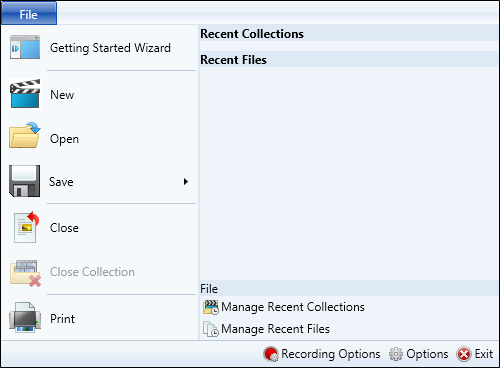 File
Getting Started Wizard
New
Open
Save
Close
Close Collection
Print
Recent Collections
Recent Files
File
Manage Recent Collections
Manage Recent Files
Recording Options Options Exit